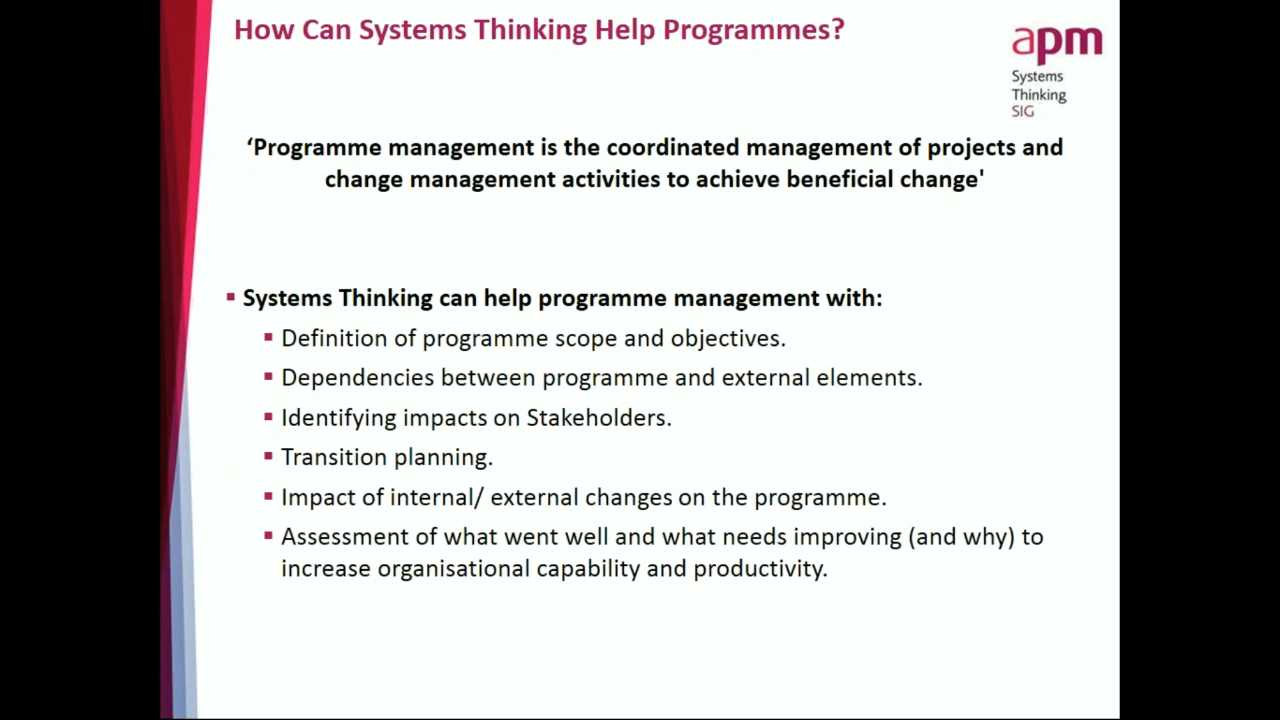 How Can Systems Thinking Help Programmes?
apm
Systems
Thinking
SIG
‘Programme management is the coordinated management of projects and
change management activities to achieve beneficial change'
▪ Systems Thinking can help programme management with:
▪ Definition of programme scope and objectives.
▪ Dependencies between programme and external elements.
▪ Identifying impacts on Stakeholders.
▪ Transition planning.
▪ Impact of internal/ external changes on the programme.
▪ Assessment of what went well and what needs improving (and why) to
increase organisational capability and productivity.